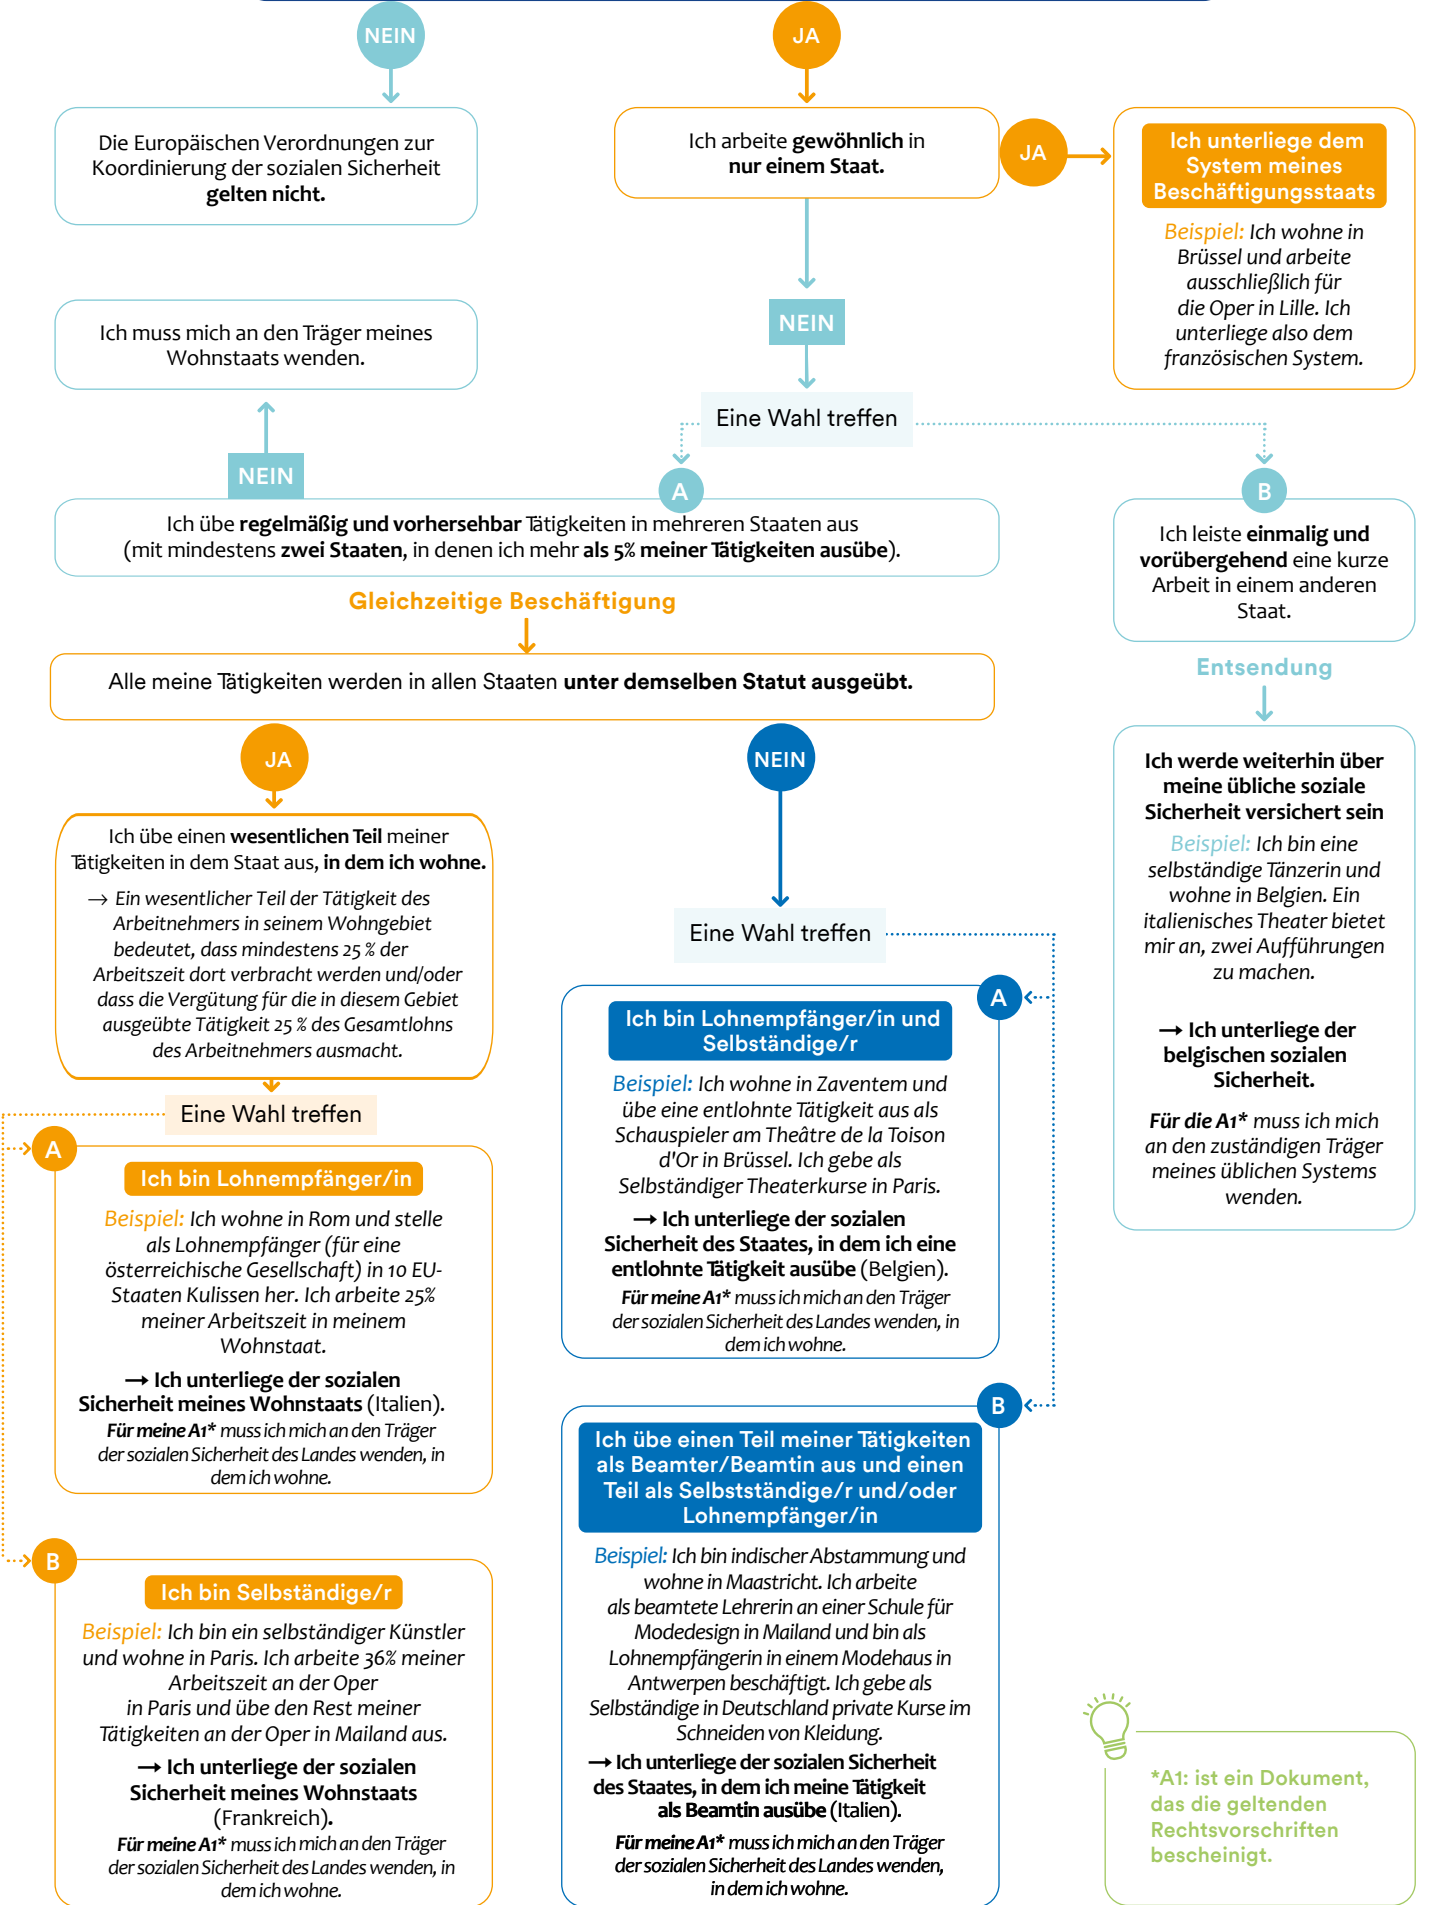 NEIN
JA
Die Europäischen Verordnungen zur
Koordinierung der sozialen Sicherheit
gelten nicht.
Ich arbeite gewöhnlich in
nur einem Staat.
JA
Ich unterliege dem
System meines
Beschäftigungsstaats
Beispiel: Ich wohne in
Brüssel und arbeite
ausschließlich für
die Oper in Lille. Ich
unterliege also dem
französischen System.
NEIN
Ich muss mich an den Träger meines
Wohnstaats wenden.
Eine Wahl treffen
NEIN
A
B
Ich übe regelmäßig und vorhersehbar Tätigkeiten in mehreren Staaten aus
(mit mindestens zwei Staaten, in denen ich mehr als 5% meiner Tätigkeiten ausübe).
Ich leiste einmalig und
vorübergehend eine kurze
Arbeit in einem anderen
Staat.
Gleichzeitige Beschäftigung
Entsendung
Alle meine Tätigkeiten werden in allen Staaten unter demselben Statut ausgeübt.
JA
NEIN
Ich werde weiterhin über
meine übliche soziale
Sicherheit versichert sein
Beispiel: Ich bin eine
selbständige Tänzerin und
wohne in Belgien. Ein
italienisches Theater bietet
mir an, zwei Aufführungen
zu machen.
→ Ich unterliege der
belgischen sozialen
Sicherheit.
Für die A1* muss ich mich
an den zuständigen Träger
meines üblichen Systems
wenden.
Ich übe einen wesentlichen Teil meiner
Tätigkeiten in dem Staat aus, in dem ich wohne.
→ Ein wesentlicher Teil der Tätigkeit des
Arbeitnehmers in seinem Wohngebiet
bedeutet, dass mindestens 25 % der
Arbeitszeit dort verbracht werden und/oder
dass die Vergütung für die in diesem Gebiet
ausgeübte Tätigkeit 25 % des Gesamtlohns
des Arbeitnehmers ausmacht.
Eine Wahl treffen
Eine Wahl treffen
A
Ich bin Lohnempfänger/in und
Selbständige/r
Beispiel: Ich wohne in Zaventem und
übe eine entlohnte Tätigkeit aus als
Schauspieler am Theâtre de la Toison
d'Or in Brüssel. Ich gebe als
Selbständiger Theaterkurse in Paris.
→ Ich unterliege der sozialen
Sicherheit des Staates, in dem ich eine
entlohnte Tätigkeit ausübe (Belgien).
Für meine A1* muss ich mich an den Träger
der sozialen Sicherheit des Landes wenden, in
dem ich wohne.
A
Ich bin Lohnempfänger/in
Beispiel: Ich wohne in Rom und stelle
als Lohnempfänger (für eine
österreichische Gesellschaft) in 10 EU-
Staaten Kulissen her. Ich arbeite 25%
meiner Arbeitszeit in meinem
Wohnstaat.
→ Ich unterliege der sozialen
Sicherheit meines Wohnstaats (Italien).
Für meine A1* muss ich mich an den Träger
der sozialen Sicherheit des Landes wenden, in
dem ich wohne.
B
Ich übe einen Teil meiner Tätigkeiten
als Beamter/Beamtin aus und einen
Teil als Selbstständige/r und/oder
Lohnempfänger/in
Beispiel: Ich bin indischer Abstammung und
wohne in Maastricht. Ich arbeite
als beamtete Lehrerin an einer Schule für
Modedesign in Mailand und bin als
Lohnempfängerin in einem Modehaus in
Antwerpen beschäftigt. Ich gebe als
Selbständige in Deutschland private Kurse im
Schneiden von Kleidung.
→ Ich unterliege der sozialen Sicherheit
des Staates, in dem ich meine Tätigkeit
als Beamtin ausübe (Italien).
Für meine A1* muss ich mich an den Träger
der sozialen Sicherheit des Landes wenden,
in dem ich wohne.
B
Ich bin Selbständige/r
Beispiel: Ich bin ein selbständiger Künstler
und wohne in Paris. Ich arbeite 36% meiner
Arbeitszeit an der Oper
in Paris und übe den Rest meiner
Tätigkeiten an der Oper in Mailand aus.
→ Ich unterliege der sozialen
Sicherheit meines Wohnstaats
(Frankreich).
Für meine A1* muss ich mich an den Träger
der sozialen Sicherheit des Landes wenden, in
dem ich wohne.
*A1: ist ein Dokument,
das die geltenden
Rechtsvorschriften
bescheinigt.